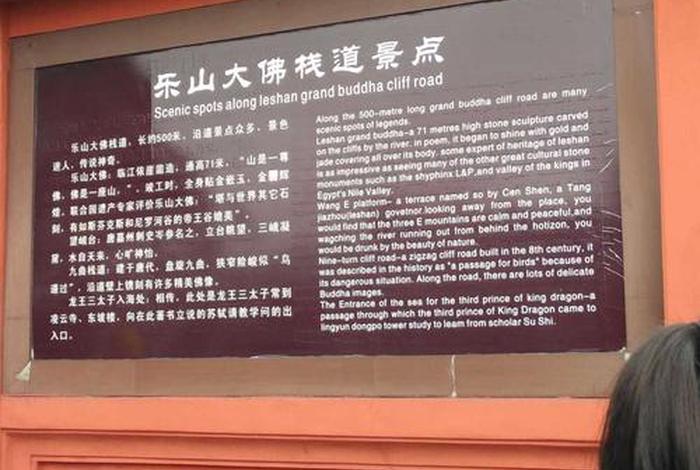 乐山大佛栈道景点
Scenic spots along leshan grand buddha cliff road
乐山大佛栈道，长约500米，沿道景点众多、景色
迷人，传说神奇。
乐山大佛：临江依崖凿造，通高71米，“山是一尊
佛，佛是一座山。”，竣工时，全身贴金嵌玉，金
煌，联合国遗产专家评价乐山大佛：“堪与世界其它石
刻，有如斯芬克斯和尼罗河谷的帝王谷媲美”。
望峨台：唐嘉州刺史岑参名之，立台眺望，三峨凝
黛，水自天来，心旷神怡。
九曲栈道：建于唐代，盘旋九曲，狭窄险峻似“鸟
道过”，沿道壁上镌刻有许多精美佛像。
龙王三太子入海处：相传，此处是龙王三太子常到
凌云寺、东坡楼，向在此著书立说的苏轼请教学问的出
入口。
Along the 500-metre long grand buddha cliff road are many
scenic spots of legends.
Leshan grand buddha-a 71 metres high stone sculpture carved
on the cliffs by the river. in poem, it began to shine with gold and
jade covering all over its body. some expert of heritage of leshan
is as impressive as seeing many of the other great cultural stone
monuments such as the shyphinx L&P,and valley of the kings in
Egypt's Nile Valley.
Wang E platform- a terrace named so by Cen Shen, a Tang
jiazhou(leshan) govetnor looking away from the place, you
would find that the three E mountains are calm and peaceful,and
wagching the river running out from behind the hotizon, you
would be drunk by the beauty of nature.
Nine-turn cliff road-a zigzag cliff road built in the 8th century, it
was described in the history as "a passage for birds" because of
its dangerous situation. Along the road, there are lots of delicate
Buddha images.
The Entrance of the sea for the third prince of king dragon-a
passage through which the third prince of King Dragon came to
lingyun dongpo tower study to leam from scholar Su Shi.